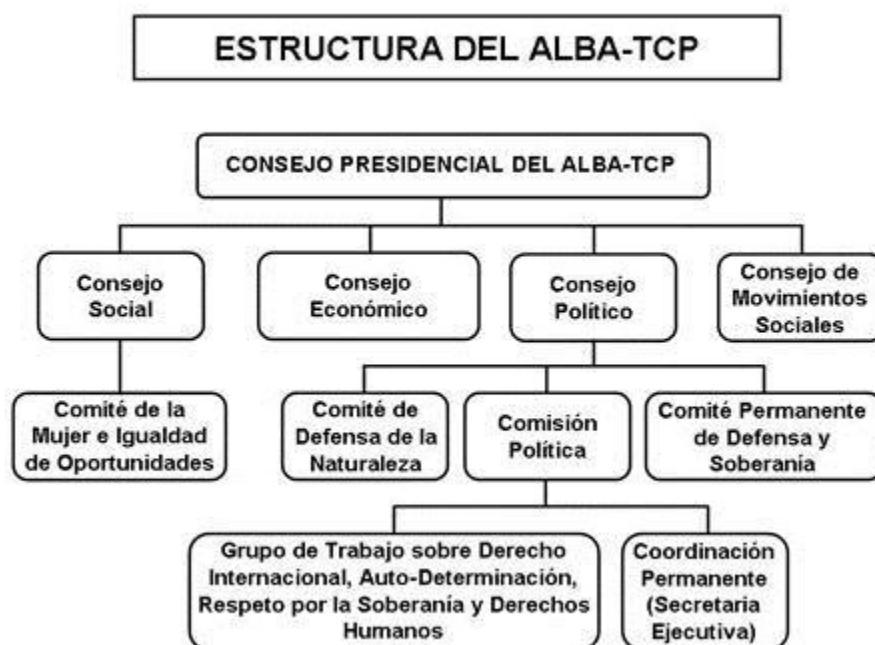 ESTRUCTURA DEL ALBA-TCP
CONSEJO PRESIDENCIAL DEL ALBA-TCP
Consejo
Social
Consejo
Económico
Consejo
Político
Consejo de
Movimientos
Sociales
Comité de la
Mujer e Igualdad
de Oportunidades
Comité de
Defensa de la
Naturaleza
Comisión
Política
Comité Permanente
de Defensa y
Soberanía
Grupo de Trabajo sobre Derecho
Internacional, Auto-Determinación,
Respeto por la Soberanía y Derechos
Humanos
Coordinación
Permanente
(Secretaria
Ejecutiva)